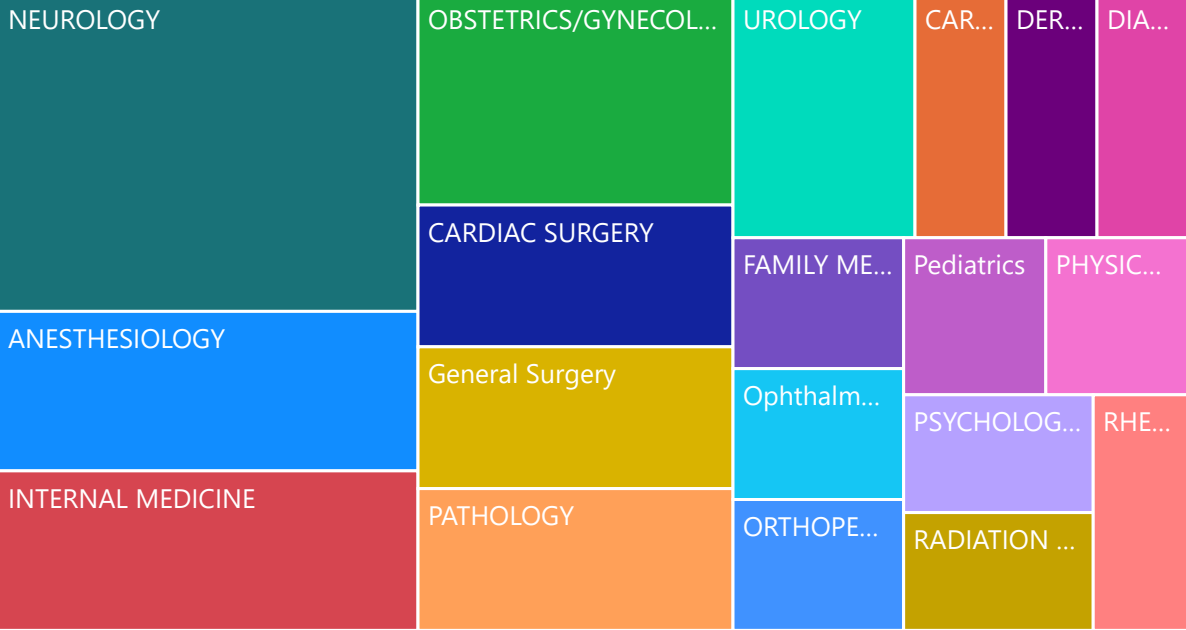 NEUROLOGY
ANESTHESIOLOGY
INTERNAL MEDICINE
OBSTETRICS/GYNECOL...
CARDIAC SURGERY
General Surgery
PATHOLOGY
UROLOGY
CAR...
DER...
DIA...
FAMILY ME...
Pediatrics
PHYSIC...
Ophthalm...
PSYCHOLOG...
RHE...
ORTHOPE...
RADIATION ...